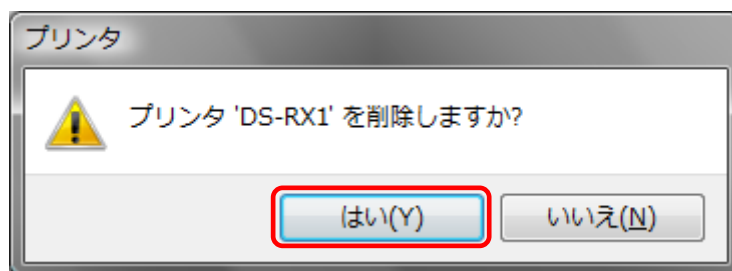 プリンタ
プリンタ 'DS-RX1' を削除しますか?
はい(Y) いいえ(N)